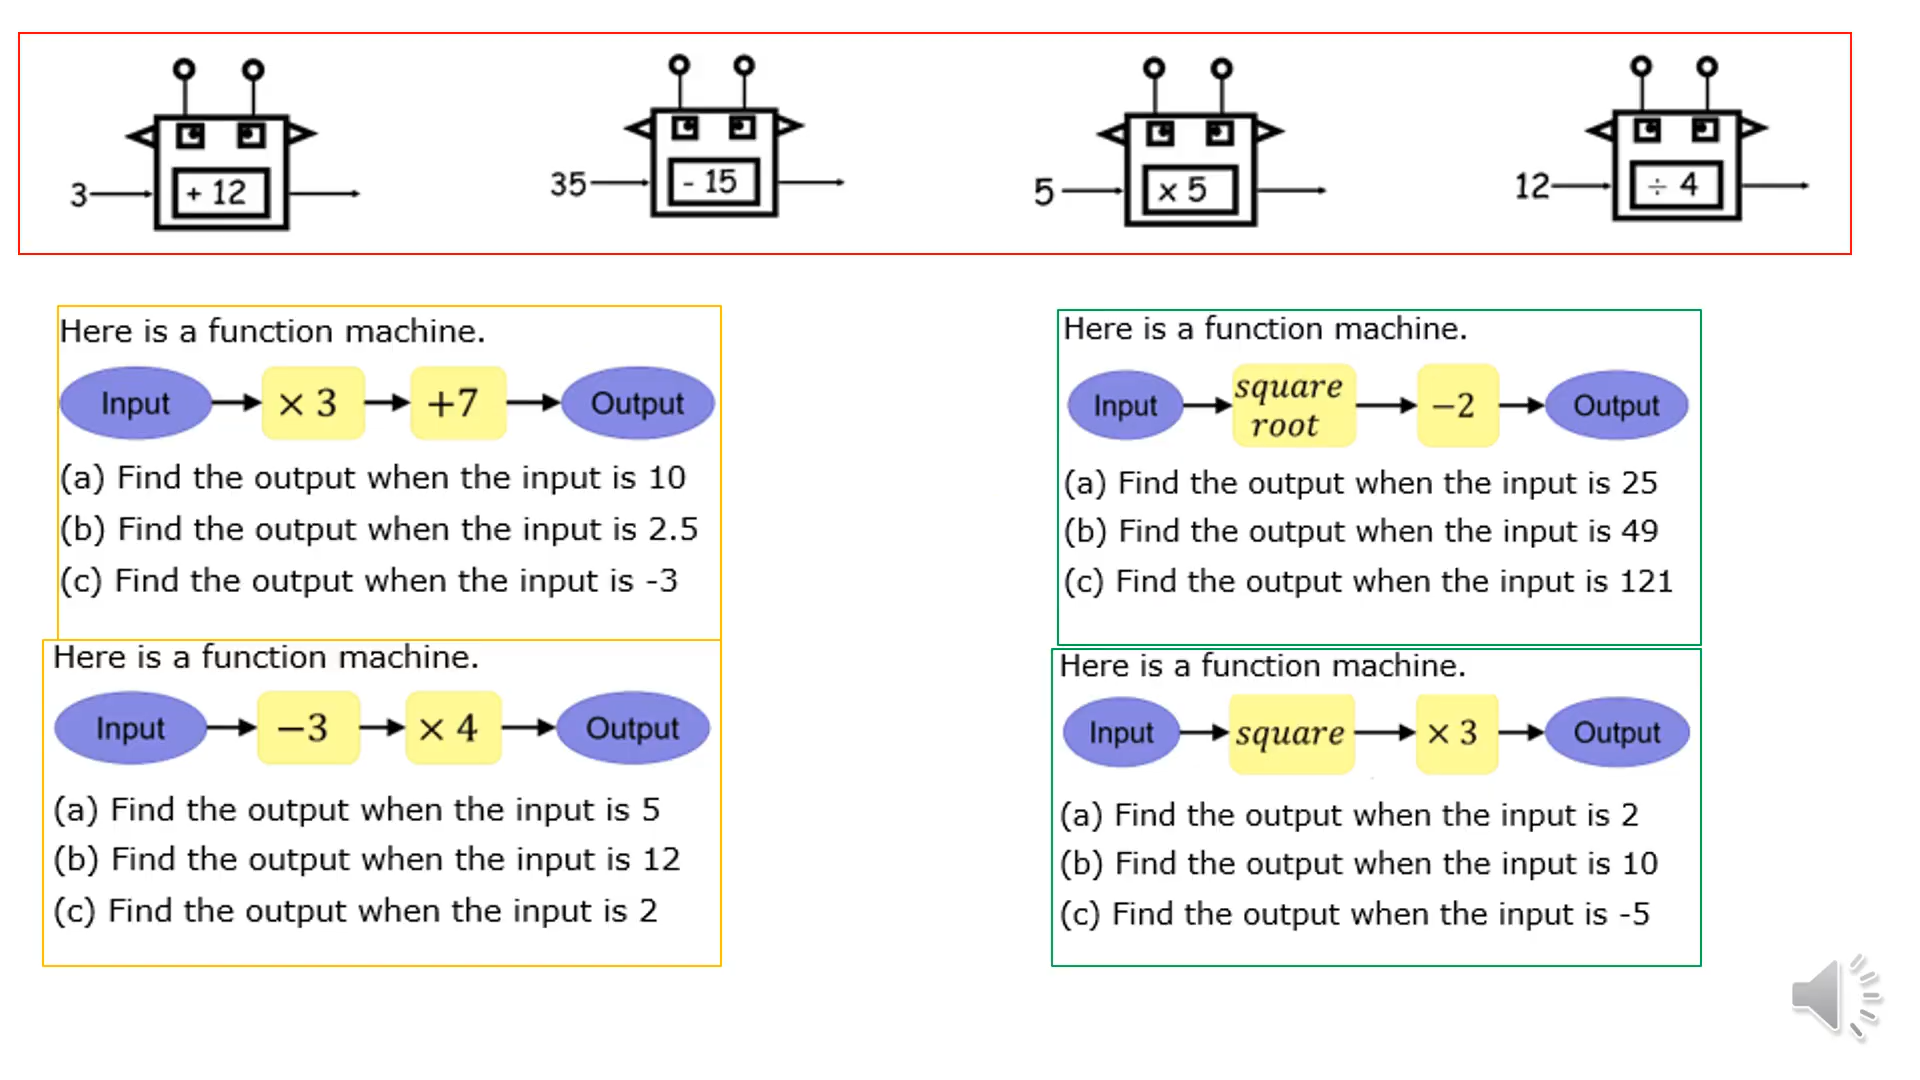 3 + 12
35 - 15
5 x 5
12 ÷ 4
Here is a function machine.
Input × 3 +7 Output
(a) Find the output when the input is 10
(b) Find the output when the input is 2.5
(c) Find the output when the input is -3
Here is a function machine.
Input −3 × 4 Output
(a) Find the output when the input is 5
(b) Find the output when the input is 12
(c) Find the output when the input is 2
Here is a function machine.
Input square root −2 Output
(a) Find the output when the input is 25
(b) Find the output when the input is 49
(c) Find the output when the input is 121
Here is a function machine.
Input square × 3 Output
(a) Find the output when the input is 2
(b) Find the output when the input is 10
(c) Find the output when the input is -5